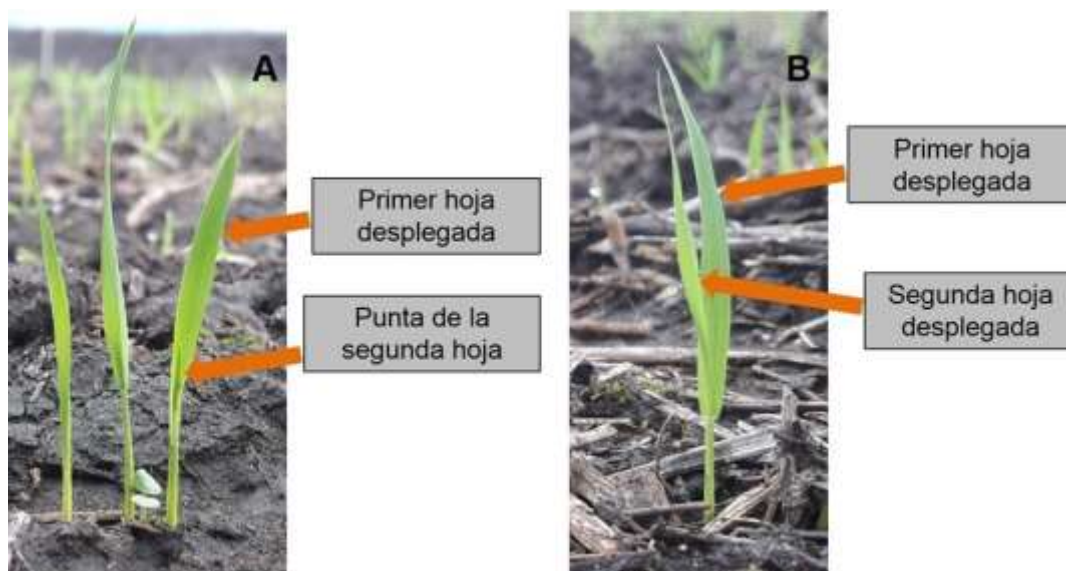 A
Primer hoja
desplegada
Punta de la
segunda hoja
B
Primer hoja
desplegada
Segunda hoja
desplegada